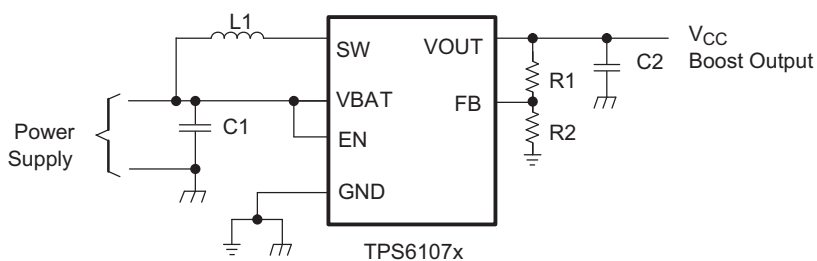 L1
SW
VOUT
VCC
Boost Output
C2
R1
VBAT
FB
C1
R2
Power
Supply
EN
GND
TPS6107x